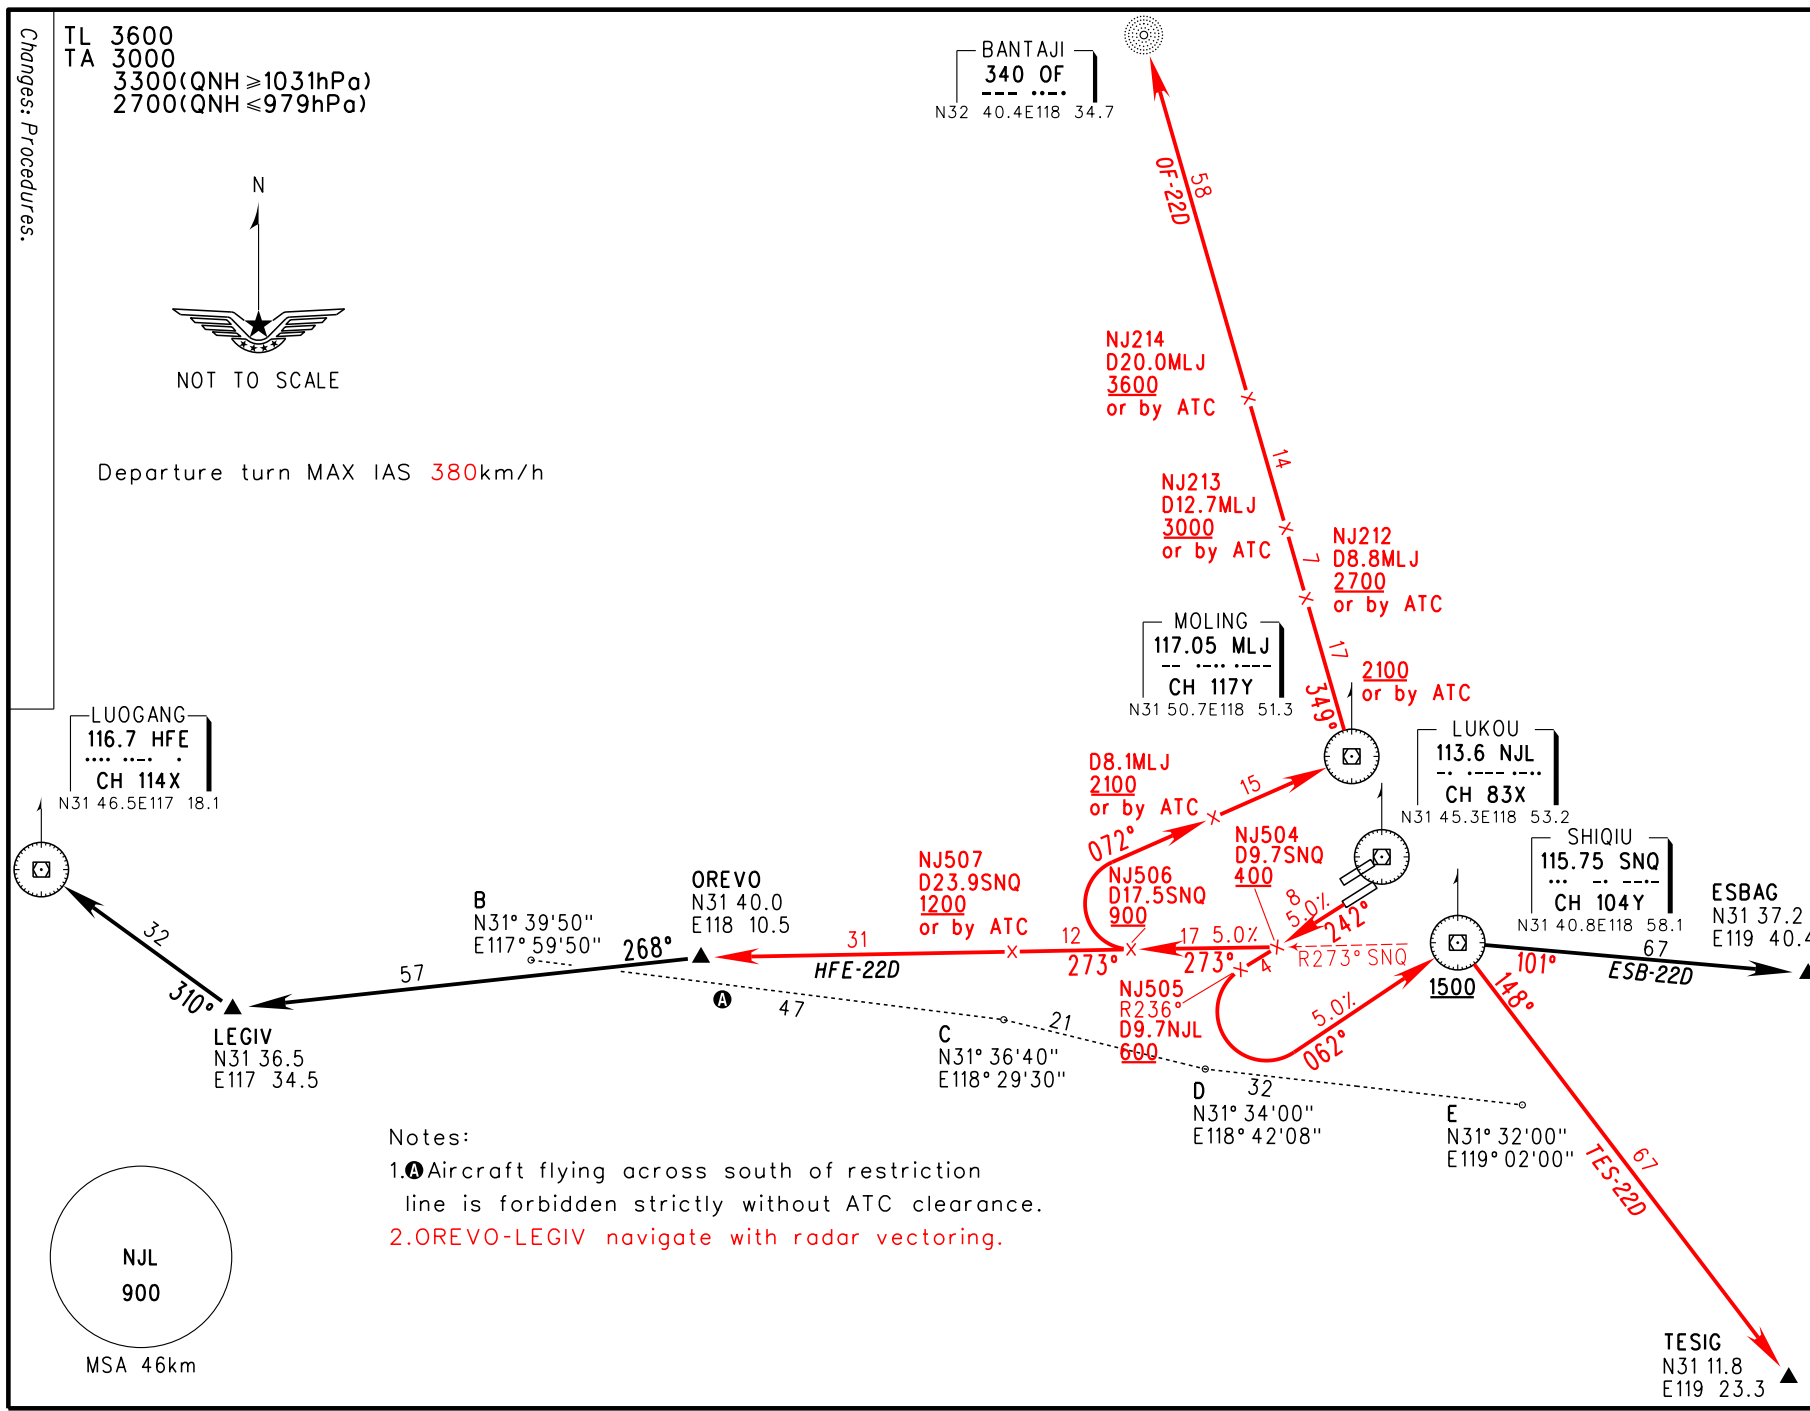 Changes: Procedures.
TL 3600
TA 3000
3300(QNH≥1031hPa)
2700(QNH≤979hPa)
N
NOT TO SCALE
Departure turn MAX IAS 380km/h
BANTAJI
340 OF
N32 40.4E118 34.7
58
OF-22D
NJ214
D20.0MLJ
3600
or by ATC
14
NJ213
D12.7MLJ
3000
or by ATC
7
NJ212
D8.8MLJ
2700
or by ATC
17
349°
2100
or by ATC
MOLING
117.05 MLJ
CH 117Y
N31 50.7E118 51.3
LUKOU
113.6 NJL
CH 83X
N31 45.3E118 53.2
SHIQIU
115.75 SNQ
CH 104Y
N31 40.8E118 58.1
ESBAG
N31 37.2
E119 40.4
LUOGANG
116.7 HFE
CH 114X
N31 46.5E117 18.1
D8.1MLJ
2100
or by ATC
15
072°
NJ504
D9.7SNQ
400
8
5.0%
242°
NJ506
D17.5SNQ
900
NJ507
D23.9SNQ
1200
or by ATC
OREVO
N31 40.0
E118 10.5
B
N31°39'50"
E117°59'50"
268°
31
HFE-22D
12
273°
17
5.0%
273°
4
R273°SNQ
32
310°
57
LEGIV
N31 36.5
E117 34.5
A
47
21
C
N31°36'40"
E118°29'30"
NJ505
R236°
D9.7NJL
600
5.0%
062°
1500
67
101°
ESB-22D
148°
D
32
N31°34'00"
E118°42'08"
E
N31°32'00"
E119°02'00"
67
TES-22D
TESIG
N31 11.8
E119 23.3
Notes:
1.A Aircraft flying across south of restriction
line is forbidden strictly without ATC clearance.
2.OREVO-LEGIV navigate with radar vectoring.
NJL
900
MSA 46km